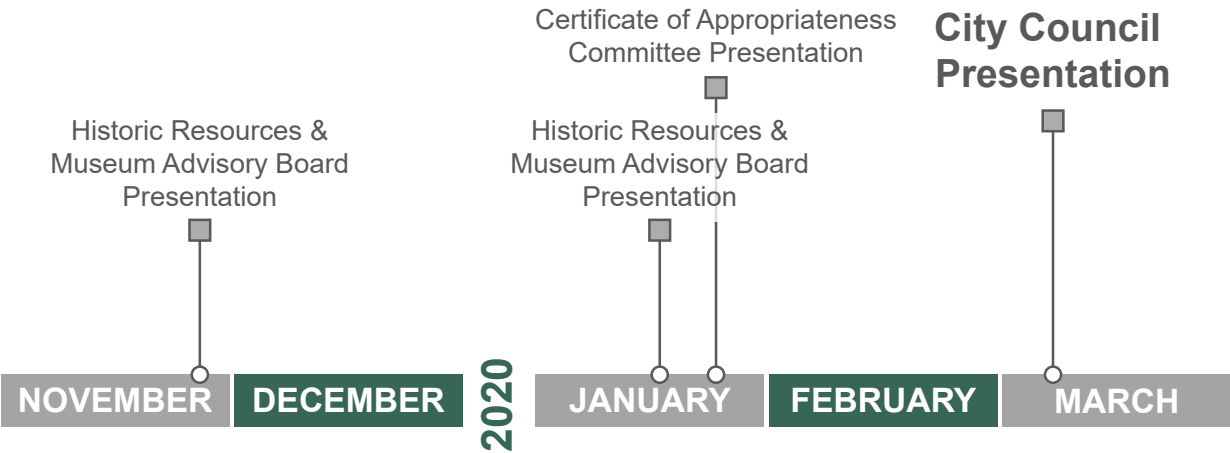 Certificate of Appropriateness
Committee Presentation
City Council
Presentation
Historic Resources &
Museum Advisory Board
Presentation
Historic Resources &
Museum Advisory Board
Presentation
NOVEMBER
DECEMBER
2020
JANUARY
FEBRUARY
MARCH